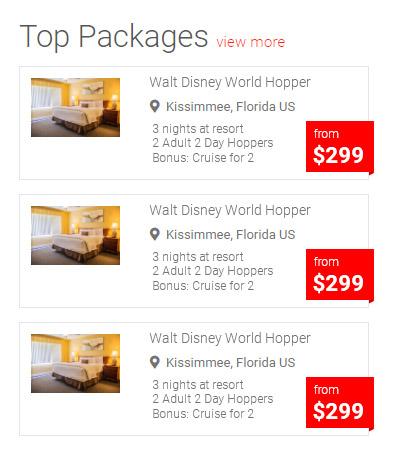 Top Packages view more
Walt Disney World Hopper
Kissimmee, Florida US
3 nights at resort
2 Adult 2 Day Hoppers
Bonus: Cruise for 2
from
$299
Walt Disney World Hopper
Kissimmee, Florida US
3 nights at resort
2 Adult 2 Day Hoppers
Bonus: Cruise for 2
from
$299
Walt Disney World Hopper
Kissimmee, Florida US
3 nights at resort
2 Adult 2 Day Hoppers
Bonus: Cruise for 2
from
$299